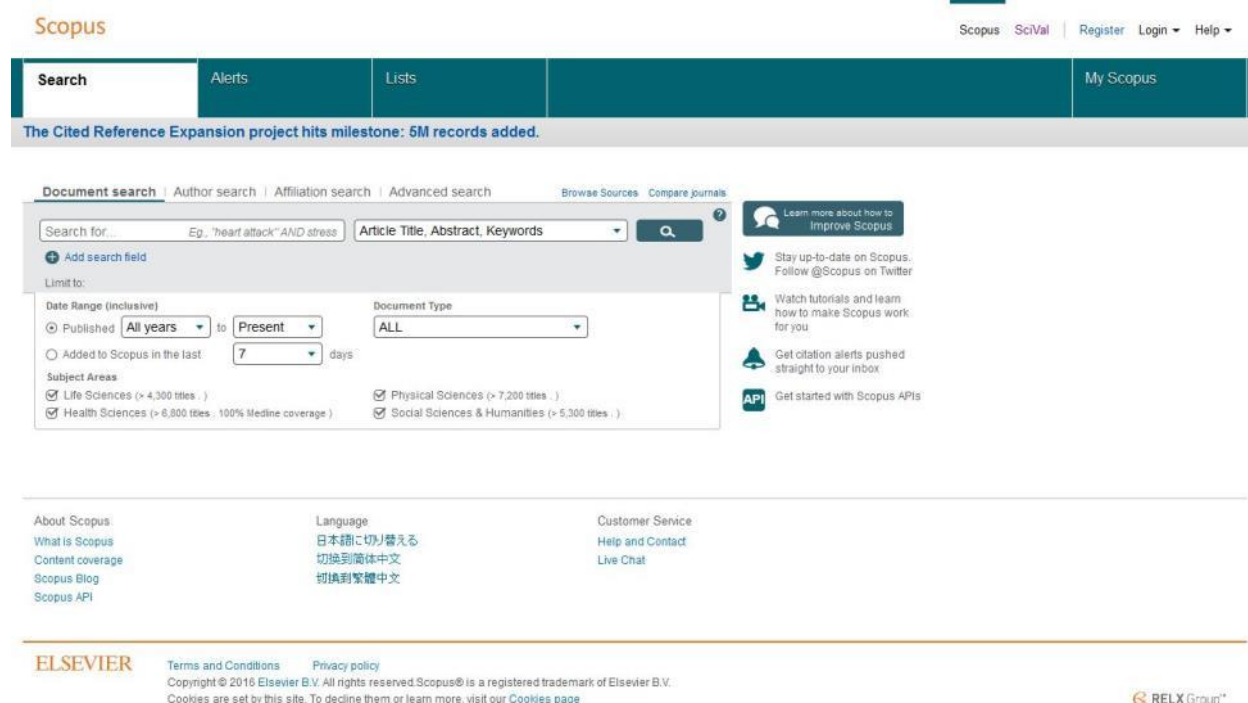 Scopus
Scopus SciVal Register Login Help
Search Alerts Lists My Scopus
The Cited Reference Expansion project hits milestone: 5M records added.
Document search Author search Affiliation search Advanced search Browse Sources Compare journals
Search for... Eg., "heart attack" AND stress Article Title, Abstract, Keywords
?
Add search field
Limit to:
Date Range (inclusive) Document Type
Published All years to Present ALL
Added to Scopus in the last 7 days
Subject Areas
Life Sciences (> 4,300 titles . ) Physical Sciences (> 7,200 titles . )
Health Sciences (> 6,800 titles . 100% Medline coverage ) Social Sciences & Humanities (> 5,300 titles . )
Learn more about how to
Improve Scopus
Stay up-to-date on Scopus.
Follow @Scopus on Twitter
Watch tutorials and learn
how to make Scopus work
for you
Get citation alerts pushed
straight to your inbox
API Get started with Scopus APIs
About Scopus
What is Scopus
Content coverage
Scopus Blog
Scopus API
Language
日本語に切り替える
切换到简体中文
切換到繁體中文
Customer Service
Help and Contact
Live Chat
ELSEVIER
Terms and Conditions Privacy policy
Copyright © 2016 Elsevier B.V. All rights reserved.Scopus® is a registered trademark of Elsevier B.V.
Cookies are set by this site. To decline them or learn more, visit our Cookies page
RELX Group™